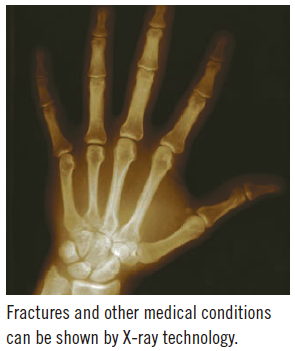 Fractures and other medical conditions
can be shown by X-ray technology.